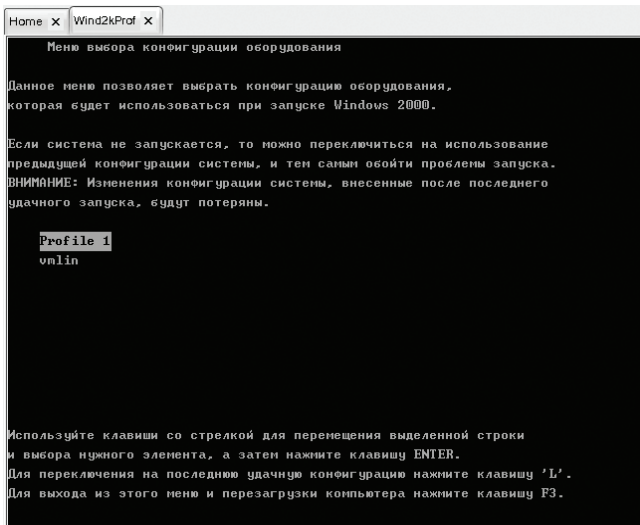 Home x Wind2kProf x
Меню выбора конфигурации оборудования
Данное меню позволяет выбрать конфигурацию оборудования,
которая будет использоваться при запуске Windows 2000.
Если система не запускается, то можно переключиться на использование
предыдущей конфигурации системы, и тем самым обойти проблемы запуска.
ВНИМАНИЕ: Изменения конфигурации системы, внесенные после последнего
удачного запуска, будут потеряны.
Profile 1
vmlin
Используйте клавиши со стрелкой для перемещения выделенной строки
и выбора нужного элемента, а затем нажмите клавишу ENTER.
Для переключения на последнюю удачную конфигурацию нажмите клавишу 'L'.
Для выхода из этого меню и перезагрузки компьютера нажмите клавишу F3.